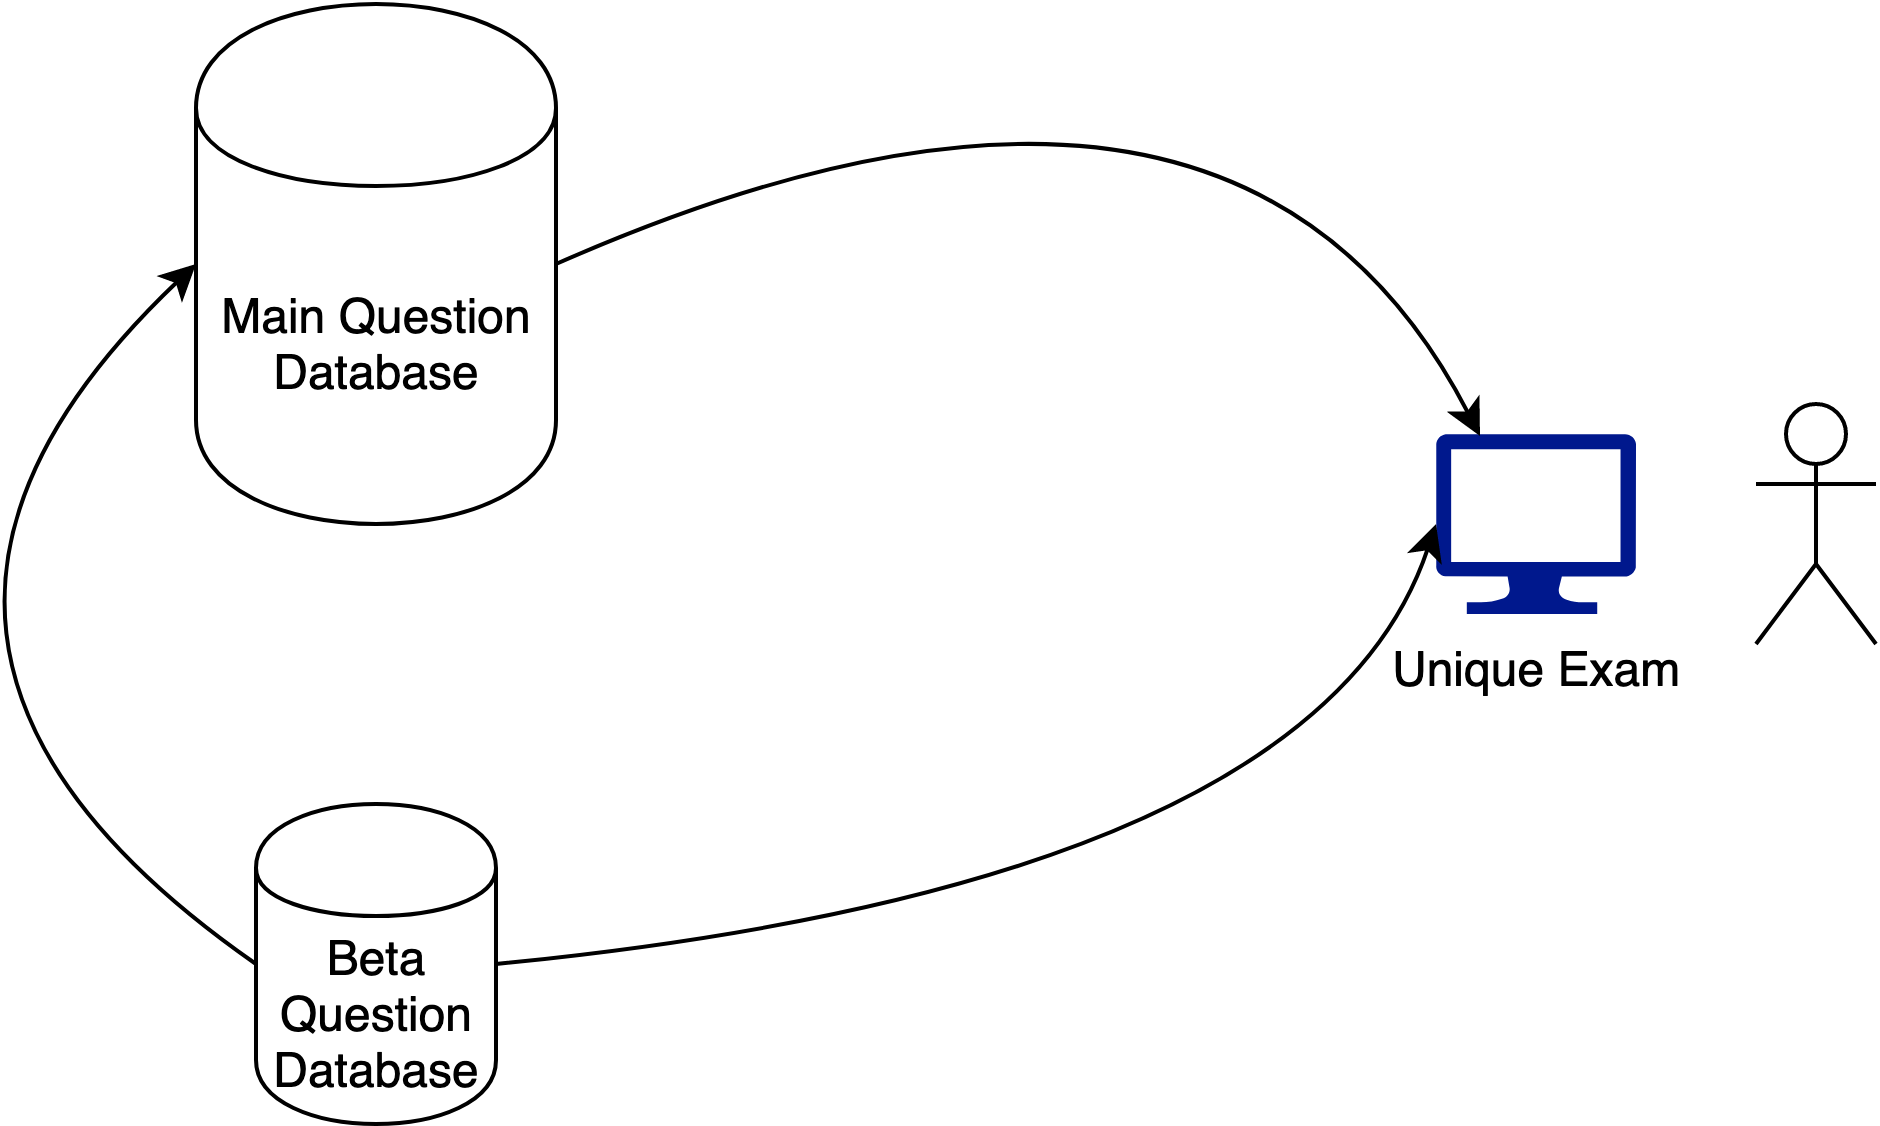 Main Question
Database
Unique Exam
Beta
Question
Database